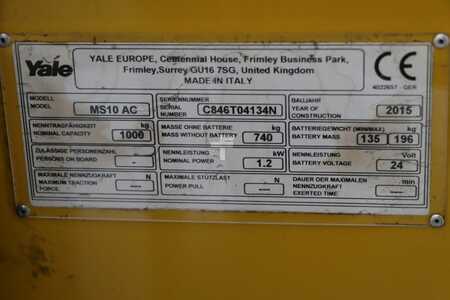 Yale
YALE EUROPE, Centennial House, Frimley Business Park,
Frimley,Surrey GU16 7SG, United Kingdom
MADE IN ITALY
CE
4022657 GER
MODELL
MODEL
MS10 AC
SERIENNUMMER
SERIAL
NUMBER
C846T04134N
BAUJAHR
YEAR OF
CONSTRUCTION
2015
NENNTRAGFÄHIGKEIT kg
NOMINAL CAPACITY 1000
MASSE OHNE BATTERIE kg
MASS WITHOUT BATTERY 740
BATTERIEGEWICHT (MIN/MAX) kg
BATTERY MASS 135 196
ZULÄSSIGE PERSONENZAHL
PERSONS ON BOARD ---
NENNLEISTUNG kW
NOMINAL POWER 1.2
NENNLEISTUNG Volt
BATTERY VOLTAGE 24
MAXIMALE NENNZUGKRAFT N
MAXIMUM TRACTION
FORCE ---
MAXIMALE STÜTZLAST N
POWER PULL ---
DAUER DER MAXIMALEN min
NENNZUGKRAFT
EXERTED TIME ---